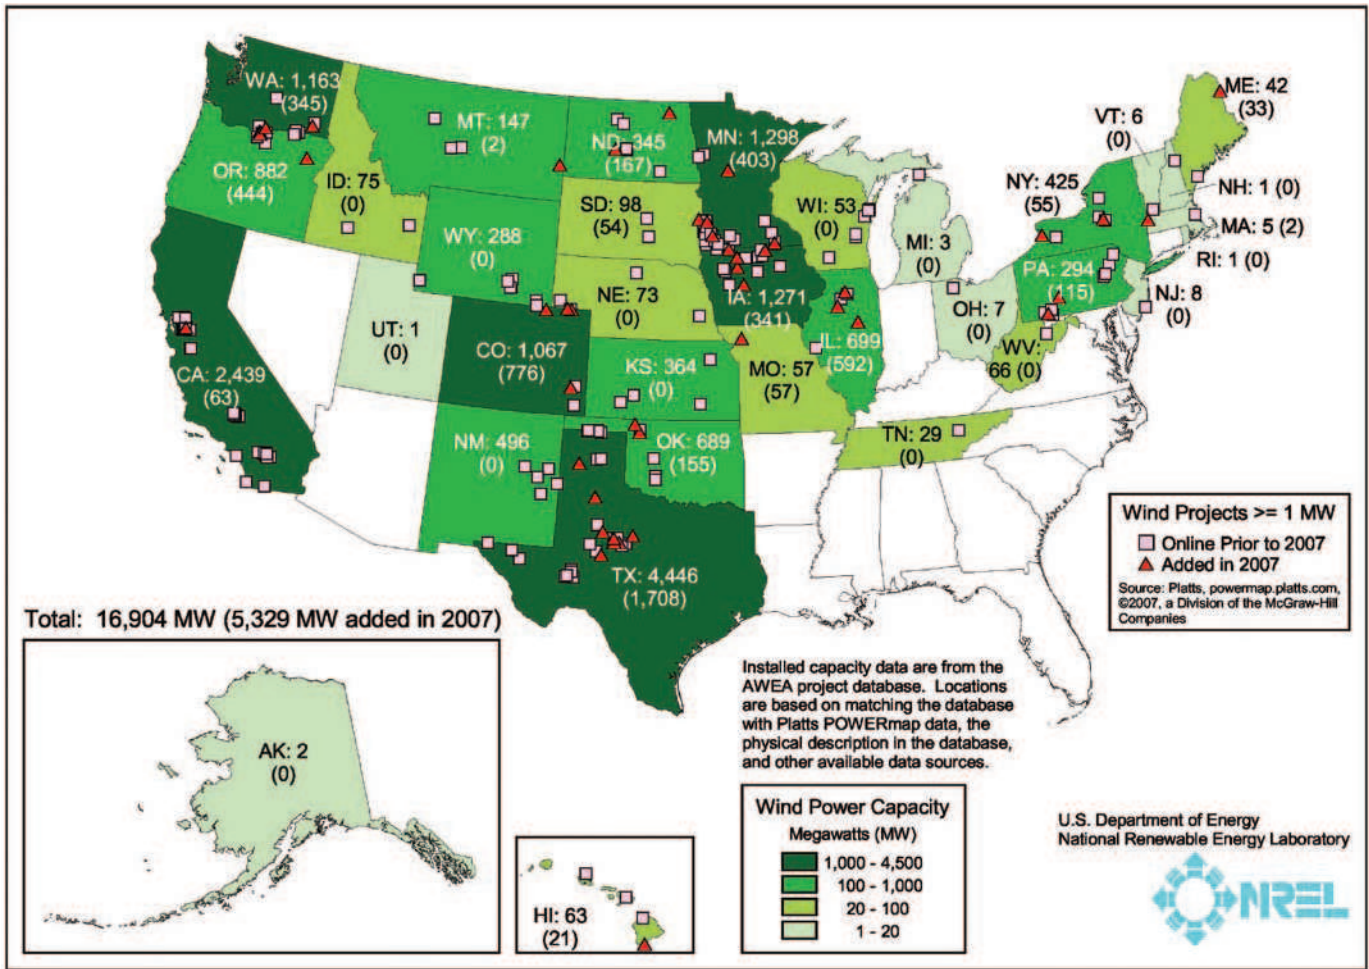 WA: 1,163
(345)
MT: 147
(2)
ND: 345
(167)
MN: 1,298
(403)
ME: 42
(33)
VT: 6
(0)
OR: 882
(444)
ID: 75
(0)
SD: 98
(54)
WI: 53
(0)
NY: 425
(55)
NH: 1 (0)
MA: 5 (2)
RI: 1 (0)
WY: 288
(0)
MI: 3
(0)
PA: 294
(115)
NJ: 8
(0)
NE: 73
(0)
IA: 1,271
(341)
OH: 7
(0)
UT: 1
(0)
CO: 1,067
(776)
IL: 699
(592)
WV:
66 (0)
CA: 2,439
(63)
KS: 364
(0)
MO: 57
(57)
NM: 496
(0)
OK: 689
(155)
TN: 29
(0)
TX: 4,446
(1,708)
Wind Projects >= 1 MW
Online Prior to 2007
Added in 2007
Source: Platts, powermap.platts.com,
©2007, a Division of the McGraw-Hill
Companies
Total: 16,904 MW (5,329 MW added in 2007)
AK: 2
(0)
HI: 63
(21)
Installed capacity data are from the
AWEA project database. Locations
are based on matching the database
with Platts POWERmap data, the
physical description in the database,
and other available data sources.
Wind Power Capacity
Megawatts (MW)
1,000 - 4,500
100 - 1,000
20 - 100
1 - 20
U.S. Department of Energy
National Renewable Energy Laboratory
NREL